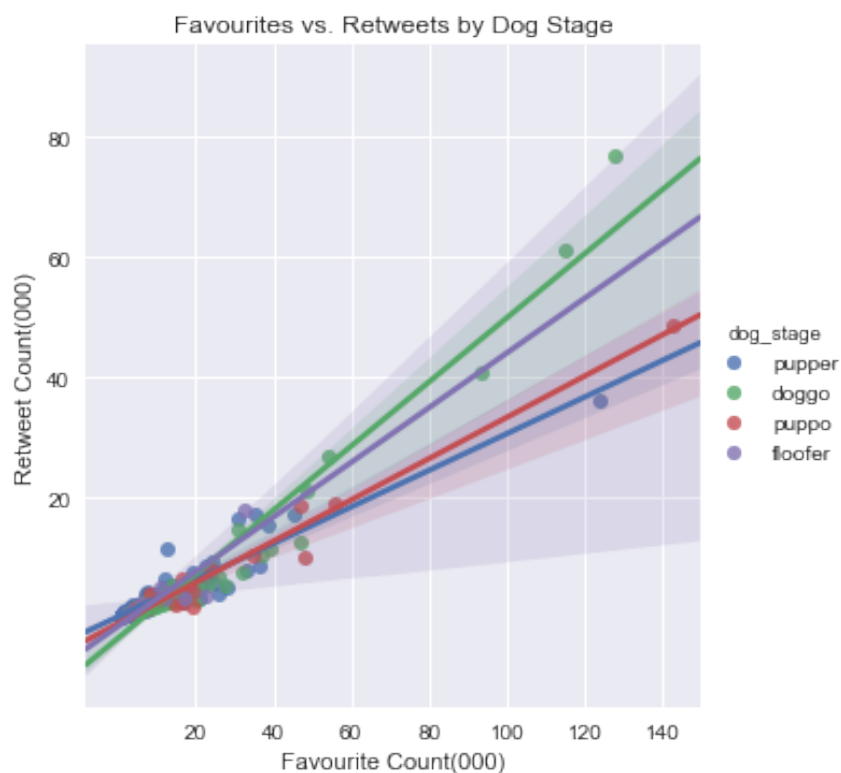 Favourites vs. Retweets by Dog Stage
80
60
40
20
Retweet Count(000)
20 40 60 80 100 120 140
Favourite Count(000)
dog_stage
pupper
doggo
puppo
floofer